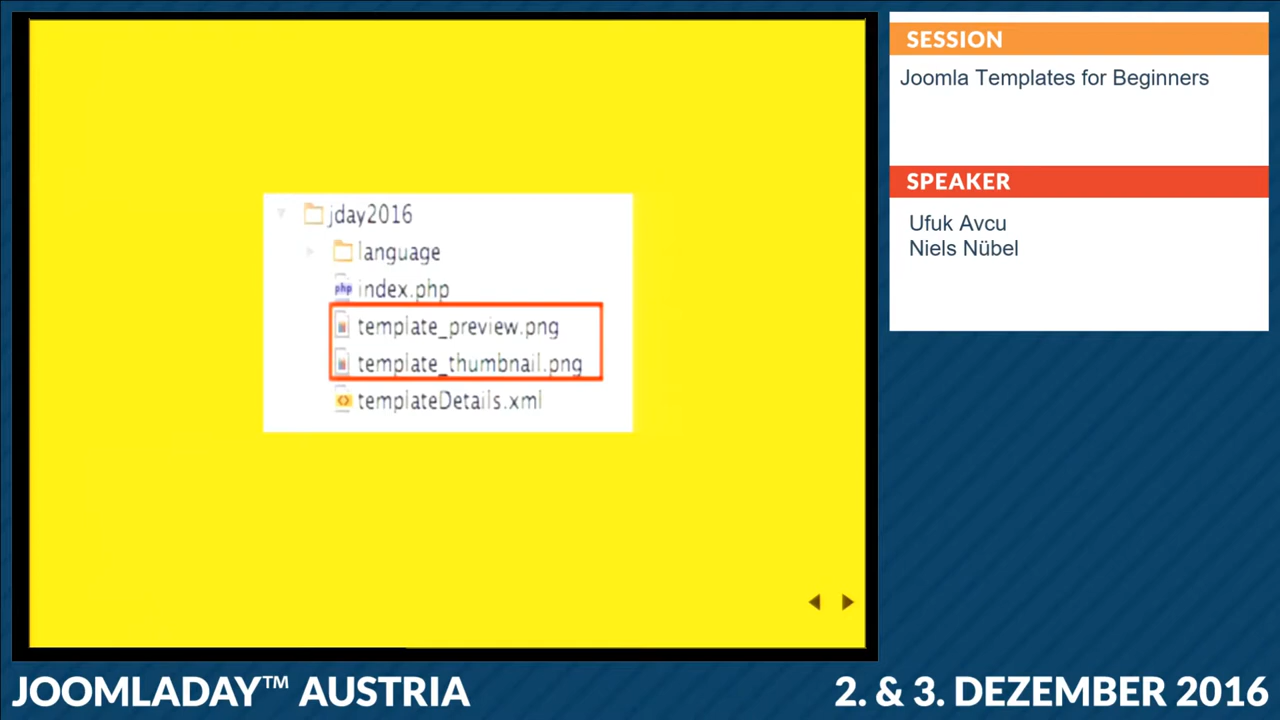 jday2016
language
php index.php
template_preview.png
template_thumbnail.png
templateDetails.xml
SESSION
Joomla Templates for Beginners
SPEAKER
Ufuk Avcu
Niels Nübel
JOOMLADAY™ AUSTRIA
2. & 3. DEZEMBER 2016